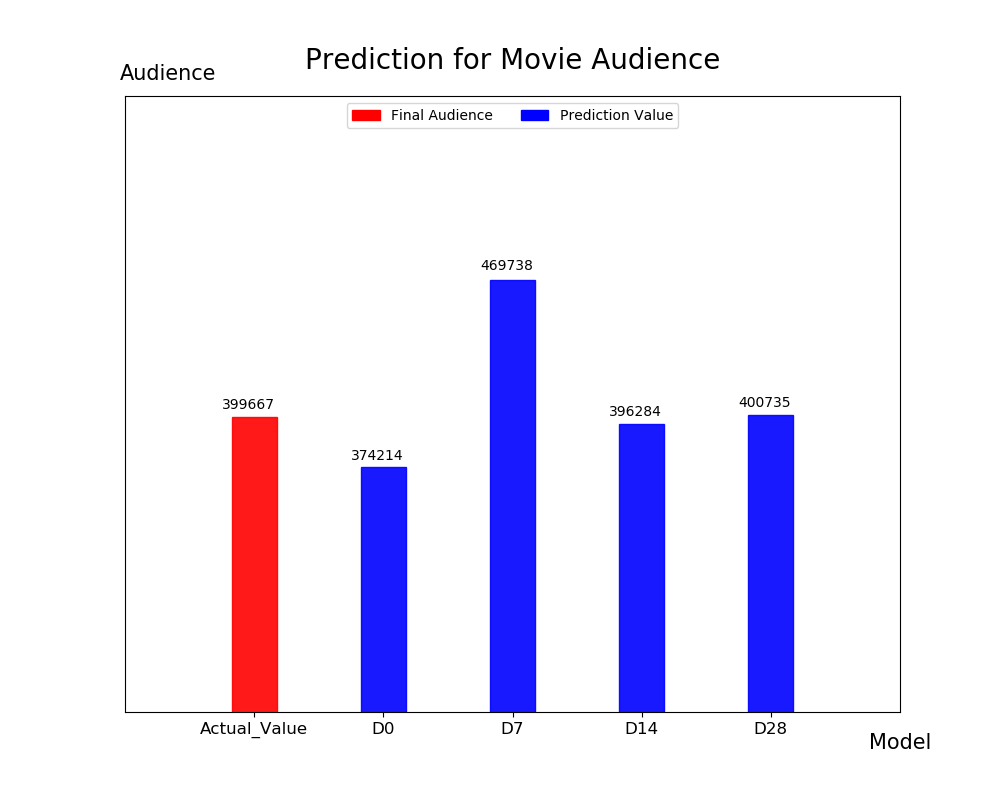 Prediction for Movie Audience
Audience
Final Audience
Prediction Value
469738
399667
374214
396284
400735
Actual_Value
D0
D7
D14
D28
Model